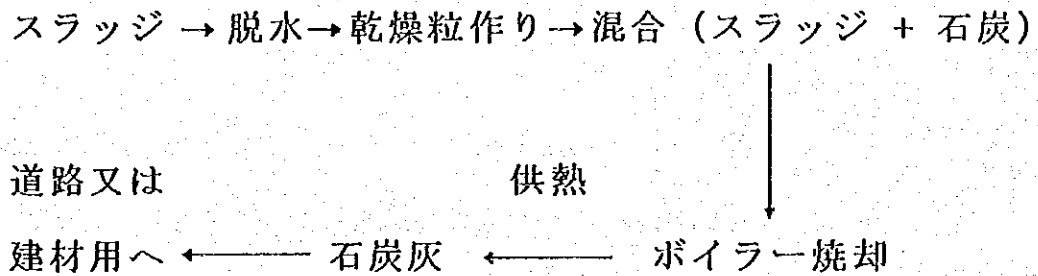 スラッジ → 脱水→乾燥粒作り→混合 (スラッジ + 石炭)
道路又は 供熱
建材用へ ← 石炭灰 ← ボイラー焼却